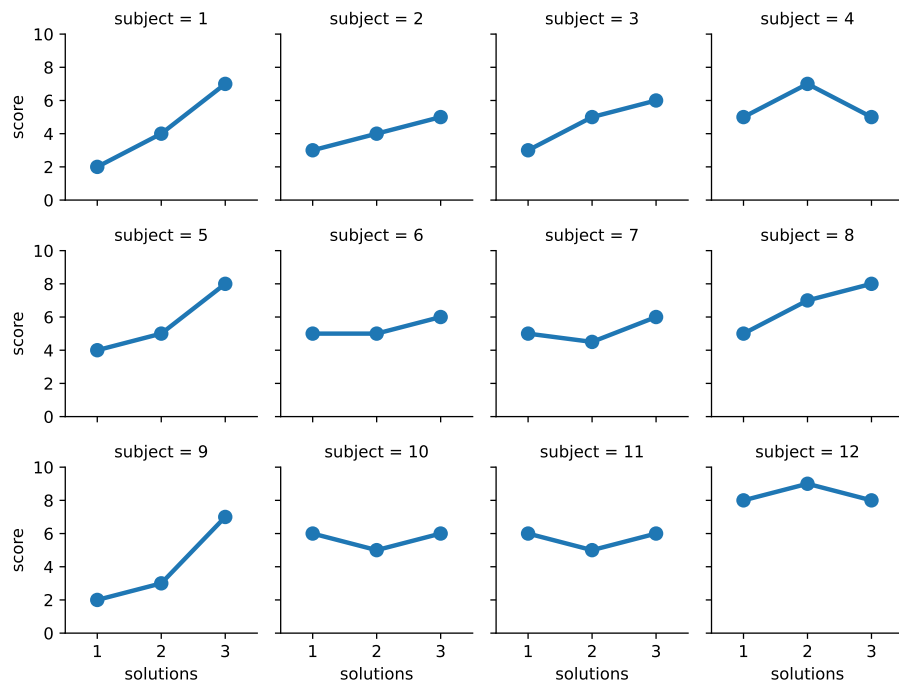 subject = 1
subject = 2
subject = 3
subject = 4
10
8
6
4
2
0
score
subject = 5
subject = 6
subject = 7
subject = 8
10
8
6
4
2
0
score
subject = 9
subject = 10
subject = 11
subject = 12
10
8
6
4
2
0
score
1 2 3
solutions
1 2 3
solutions
1 2 3
solutions
1 2 3
solutions